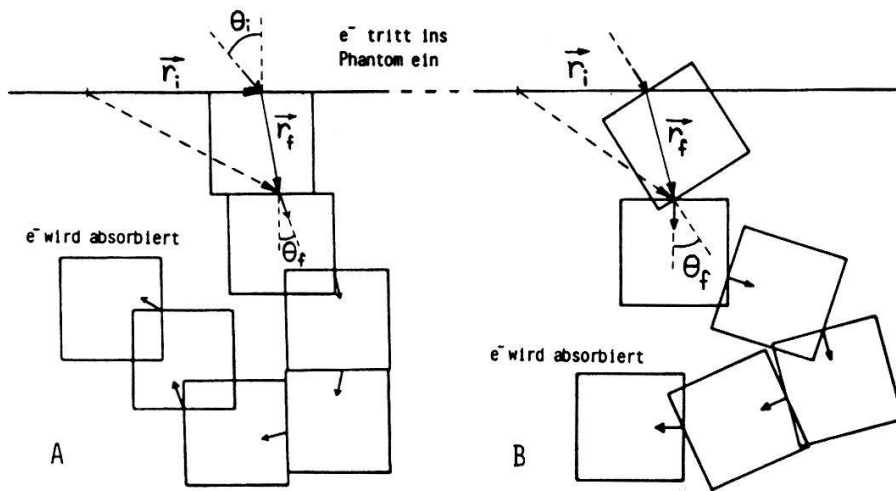 θi
e⁻ tritt ins
Phantom ein
r⃗i
r⃗i
r⃗f
r⃗f
e⁻ wird absorbiert
θf
θf
e⁻ wird absorbiert
A
B